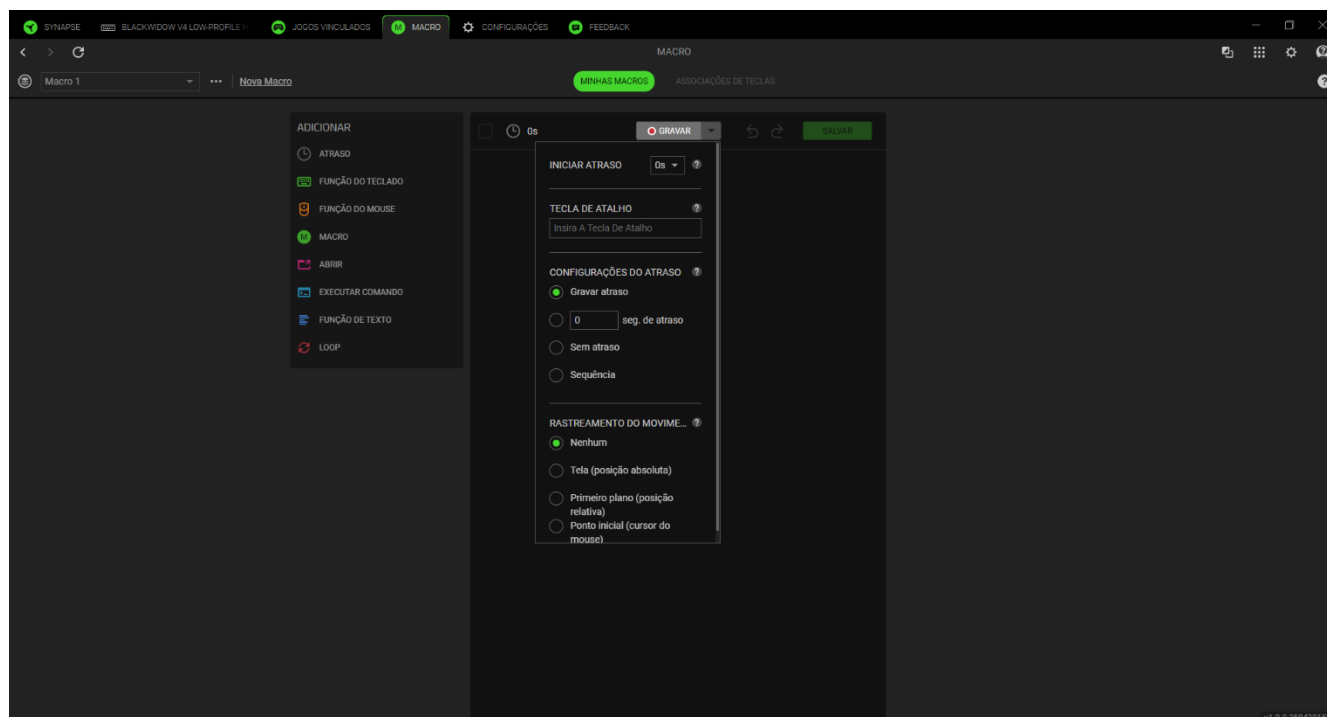 SYNAPSE
BLACKWIDOW V4 LOW-PROFILE H
JOGOS VINCULADOS
MACRO
CONFIGURAÇÕES
FEEDBACK
MACRO
Macro 1
Nova Macro
MINHAS MACROS
ASSOCIAÇÕES DE TECLAS
ADICIONAR
ATRASO
FUNÇÃO DO TECLADO
FUNÇÃO DO MOUSE
MACRO
ABRIR
EXECUTAR COMANDO
FUNÇÃO DE TEXTO
LOOP
0s
GRAVAR
SALVAR
INICIAR ATRASO
0s
TECLA DE ATALHO
Insira A Tecla De Atalho
CONFIGURAÇÕES DO ATRASO
Gravar atraso
0 seg. de atraso
Sem atraso
Sequência
RASTREAMENTO DO MOVIME...
Nenhum
Tela (posição absoluta)
Primeiro plano (posição
relativa)
Ponto inicial (cursor do
mouse)